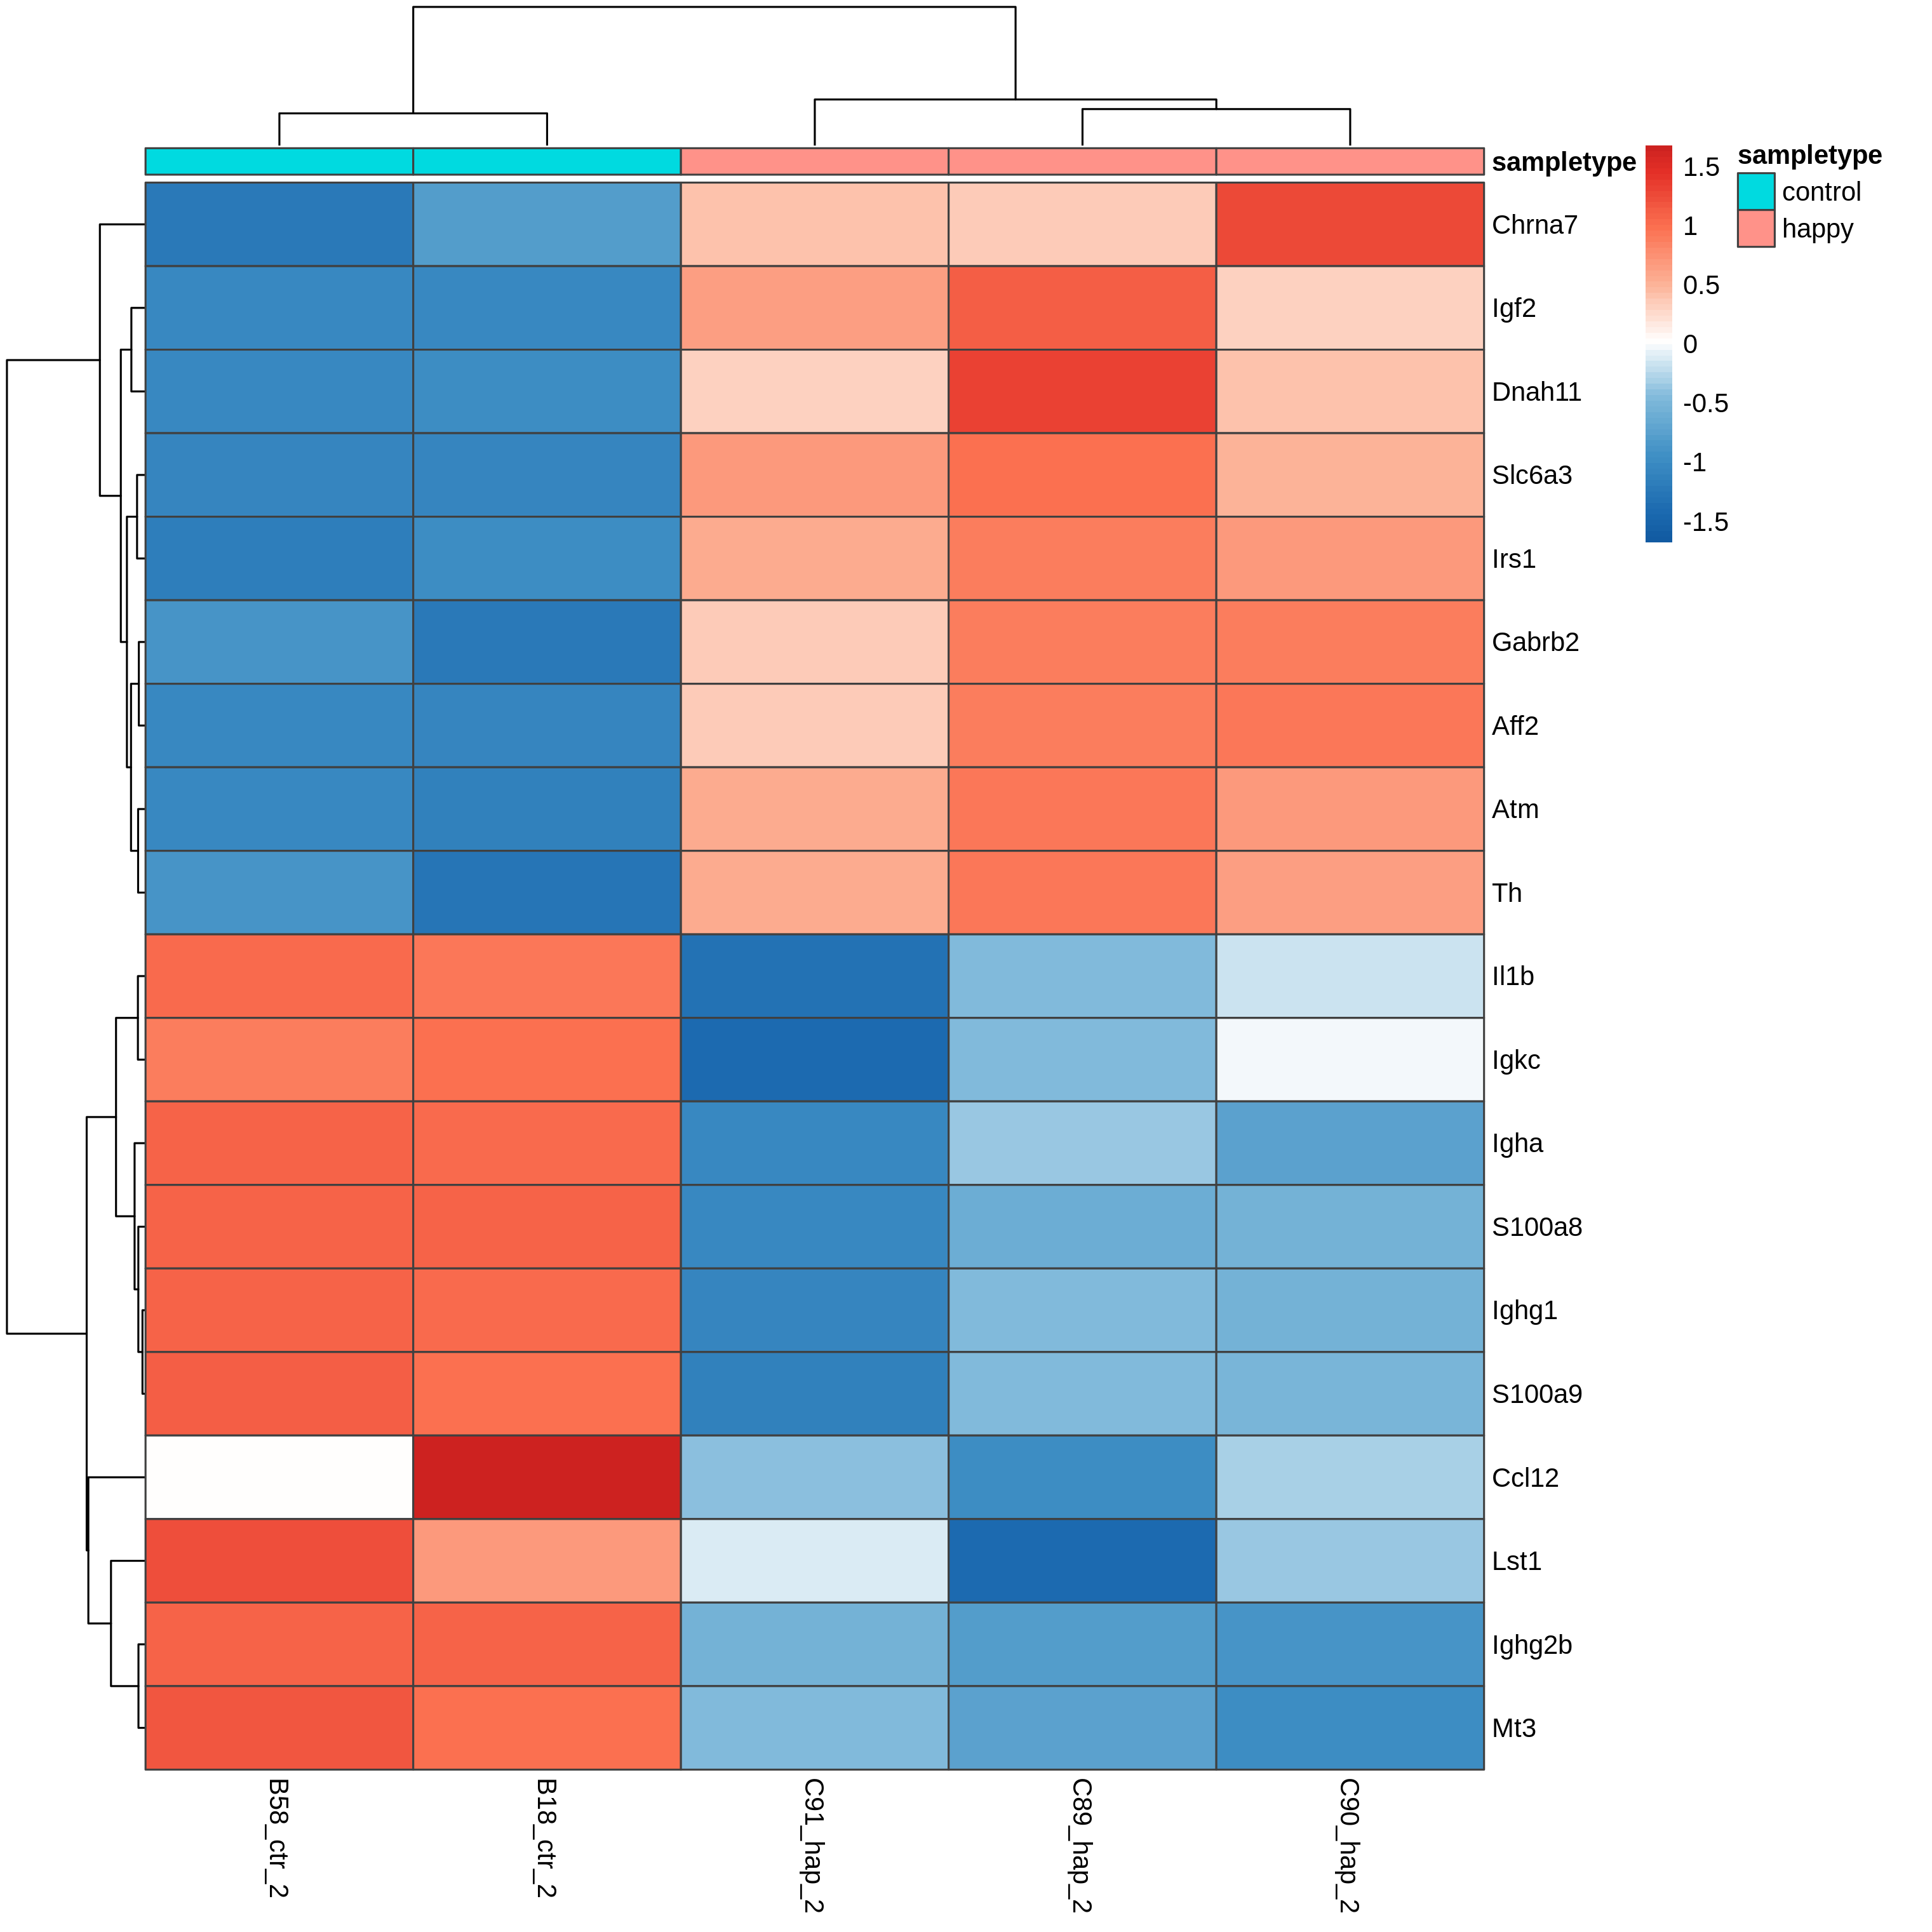 sampletype
Chrna7
Igf2
Dnah11
Slc6a3
Irs1
Gabrb2
Aff2
Atm
Th
Il1b
Igkc
Igha
S100a8
Ighg1
S100a9
Ccl12
Lst1
Ighg2b
Mt3
1.5
1
0.5
0
-0.5
-1
-1.5
sampletype
control
happy
B58_ctr_2
B18_ctr_2
C91_hap_2
C89_hap_2
C90_hap_2